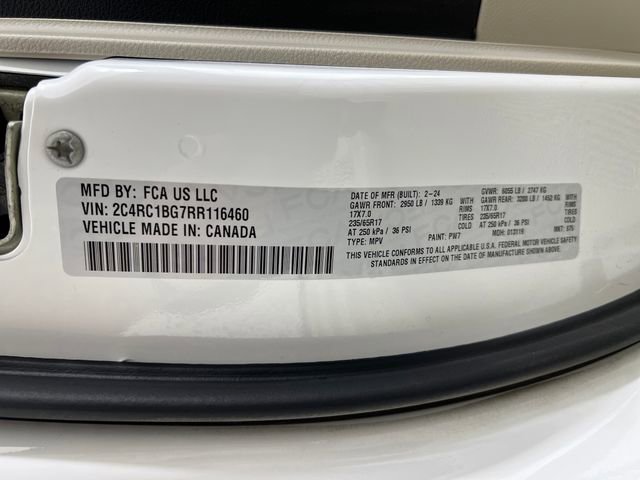 MFD BY: FCA US LLC
VIN: 2C4RC1BG7RR116460
VEHICLE MADE IN: CANADA
DATE OF MFR (BUILT): 2-24 GVWR: 6055 LB / 2747 KG
GAWR FRONT: 2950 LB / 1339 KG WITH GAWR REAR: 3200 LB / 1452 KG WITH
17X7.0 RIMS 17X7.0 RIMS
235/65R17 TIRES 235/65R17 TIRES
AT 250 kPa / 36 PSI COLD AT 250 kPa / 36 PSI COLD
TYPE: MPV PAINT: PW7 MDH: 013119 MKT: 575
THIS VEHICLE CONFORMS TO ALL APPLICABLE U.S.A. FEDERAL MOTOR VEHICLE SAFETY
STANDARDS IN EFFECT ON THE DATE OF MANUFACTURE SHOWN ABOVE.